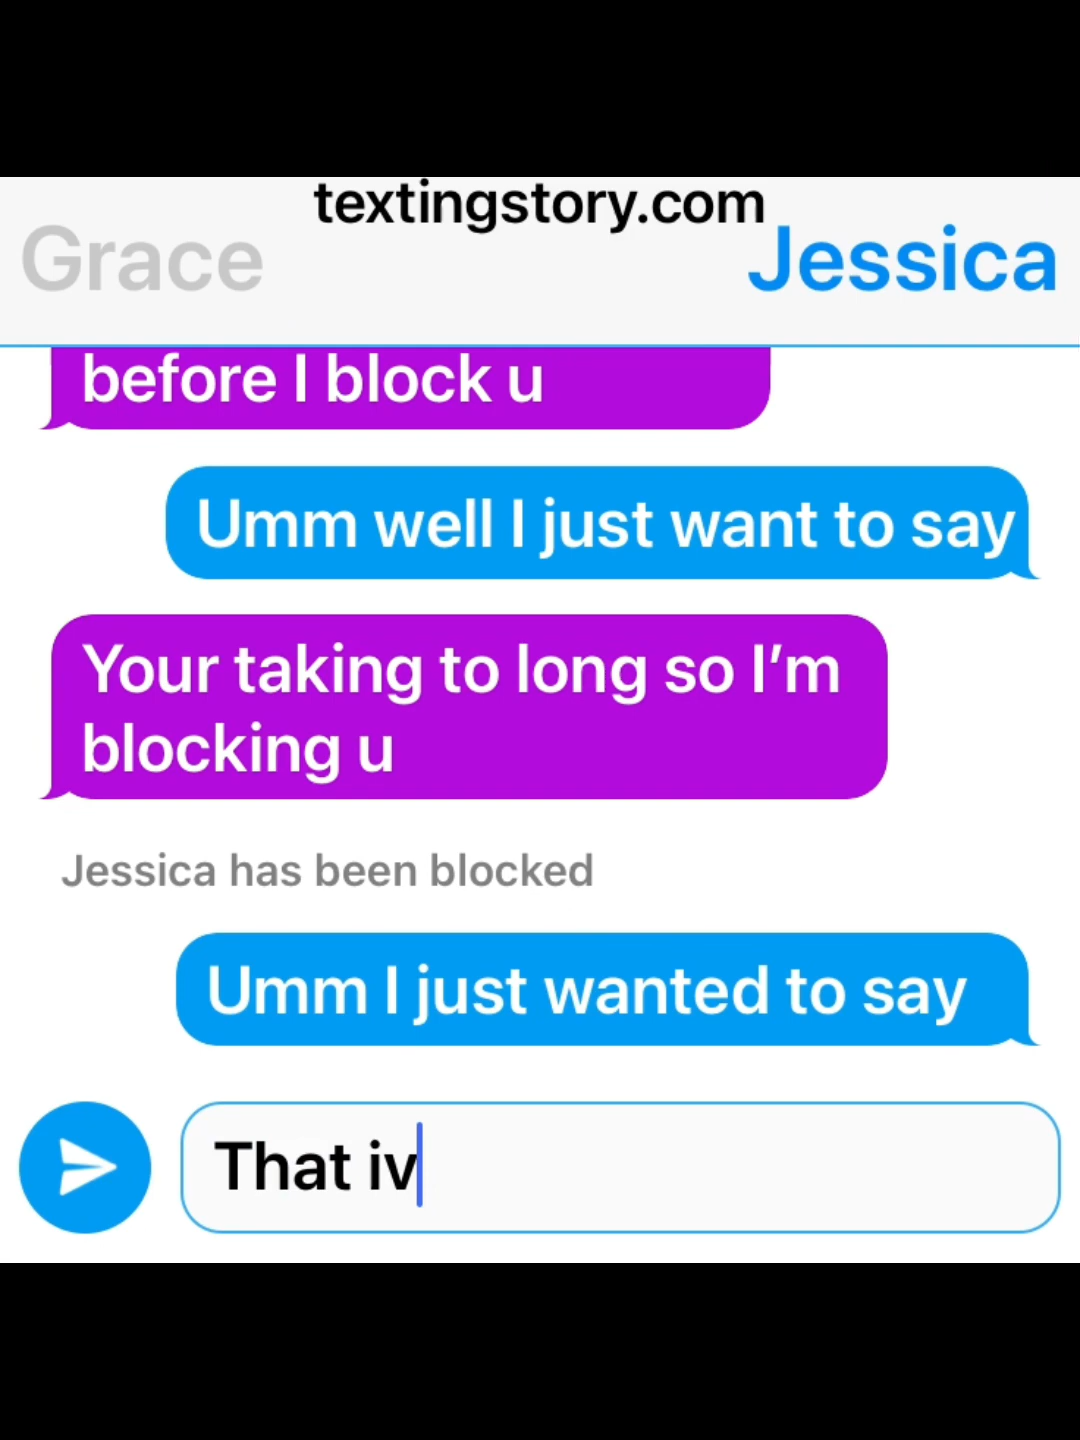 textingstory.com
Grace
Jessica
before I block u
Umm well I just want to say
Your taking to long so I’m
blocking u
Jessica has been blocked
Umm I just wanted to say
That iv